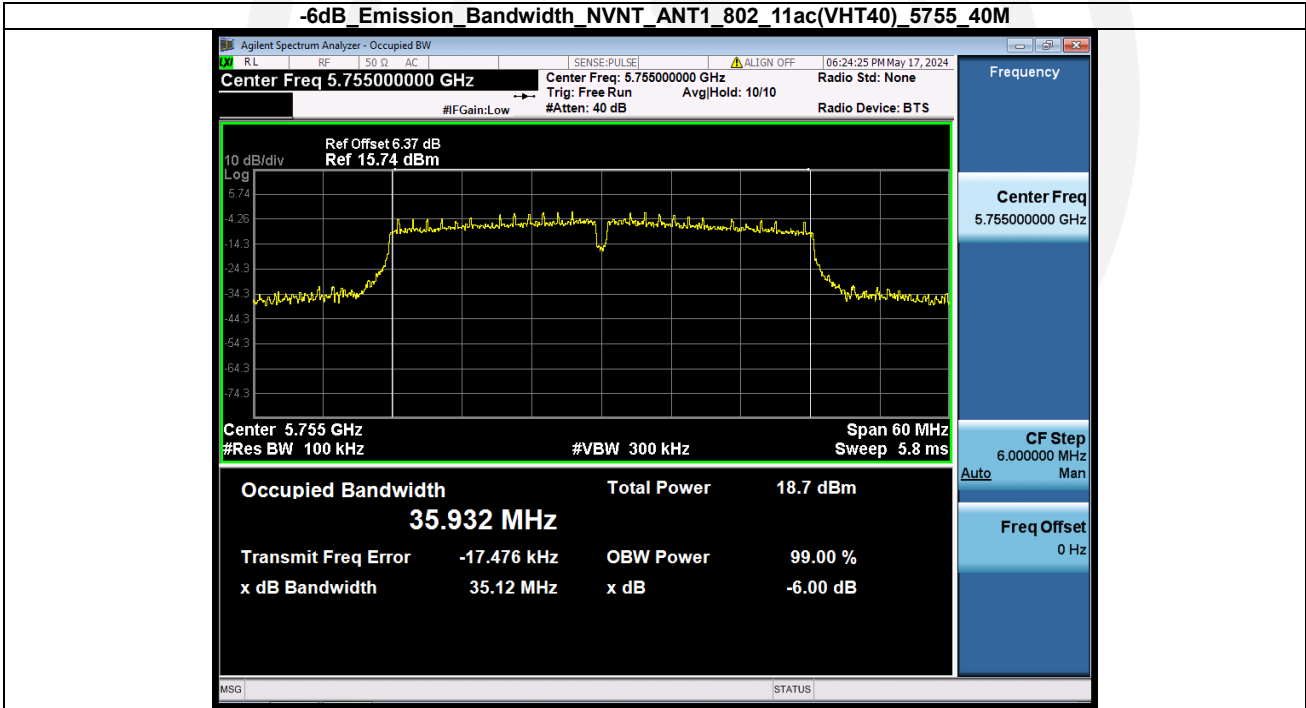 -6dB_Emission_Bandwidth_NVNT_ANT1_802_11ac(VHT40)_5755_40M
Agilent Spectrum Analyzer - Occupied BW
LXI RL RF 50 Ω AC SENSE:PULSE ALIGN OFF 06:24:25 PM May 17, 2024
Center Freq 5.755000000 GHz
Center Freq: 5.755000000 GHz
Radio Std: None
Trig: Free Run Avg|Hold: 10/10
#IFGain:Low
#Atten: 40 dB
Radio Device: BTS
Ref Offset 6.37 dB
10 dB/div Ref 15.74 dBm
Log
5.74
-4.26
-14.3
-24.3
-34.3
-44.3
-54.3
-64.3
-74.3
Center 5.755 GHz Span 60 MHz
#Res BW 100 kHz #VBW 300 kHz Sweep 5.8 ms
Occupied Bandwidth Total Power 18.7 dBm
35.932 MHz
Transmit Freq Error -17.476 kHz OBW Power 99.00 %
x dB Bandwidth 35.12 MHz x dB -6.00 dB
MSG STATUS
Frequency
Center Freq
5.755000000 GHz
CF Step
6.000000 MHz
Auto Man
Freq Offset
0 Hz